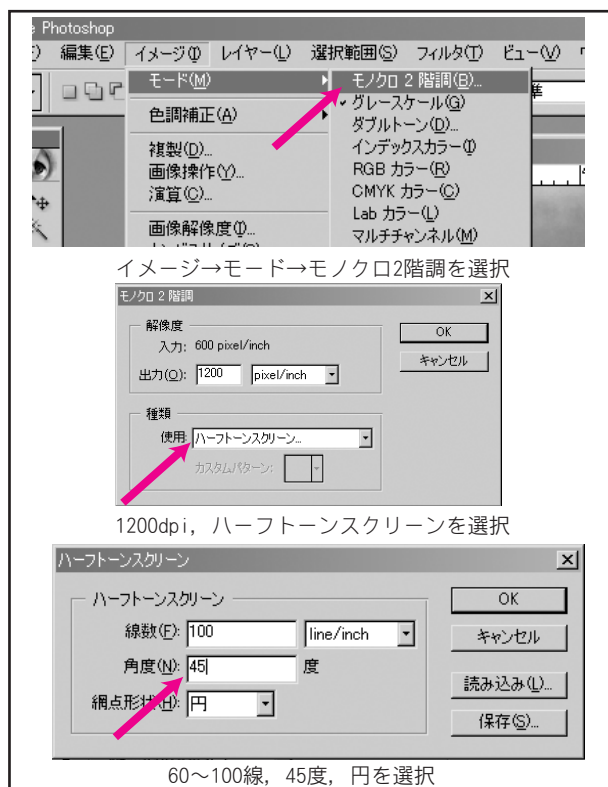 Photoshop
編集(E) イメージ(I) レイヤー(L) 選択範囲(S) フィルタ(T) ビュー(V)
モード(M)
モノクロ 2 階調(B)...
グレースケール(G)
色調補正(A)
ダブルトーン(D)...
複製(D)...
インデックスカラー(I)
画像操作(Y)...
RGB カラー(R)
演算(C)...
CMYK カラー(C)
Lab カラー(L)
画像解像度(I)...
マルチチャンネル(M)
イメージ→モード→モノクロ2階調を選択
モノクロ 2 階調
解像度
入力: 600 pixel/inch
出力(O): 1200 pixel/inch
OK
キャンセル
種類
使用: ハーフトーンスクリーン...
カスタムパターン:
1200dpi, ハーフトーンスクリーンを選択
ハーフトーンスクリーン
ハーフトーンスクリーン
線数(F): 100 line/inch
角度(N): 45 度
網点形状(H): 円
OK
キャンセル
読み込み(L)...
保存(S)...
60～100線, 45度, 円を選択